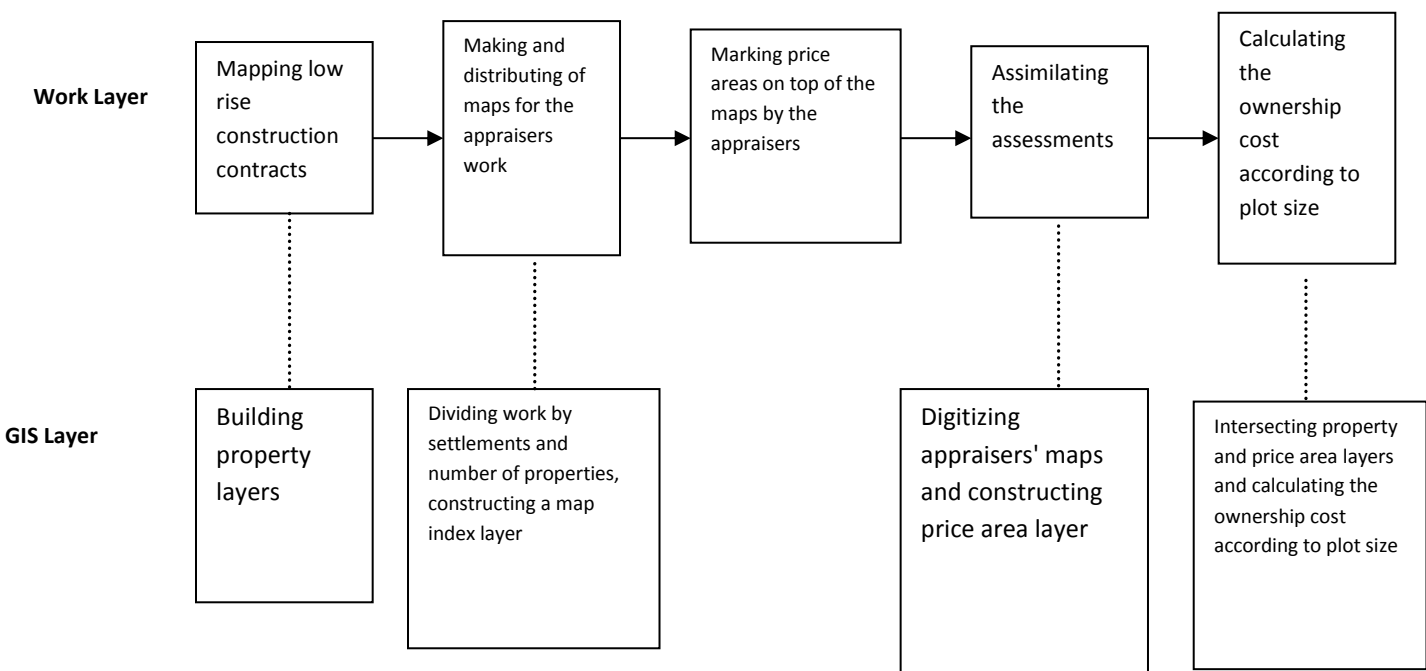 Work Layer
Mapping low
rise
construction
contracts
Making and
distributing of
maps for the
appraisers
work
Marking price
areas on top of the
maps by the
appraisers
Assimilating
the
assessments
Calculating
the
ownership
cost
according to
plot size
GIS Layer
Building
property
layers
Dividing work by
settlements and
number of properties,
constructing a map
index layer
Digitizing
appraisers' maps
and constructing
price area layer
Intersecting property
and price area layers
and calculating the
ownership cost
according to plot size